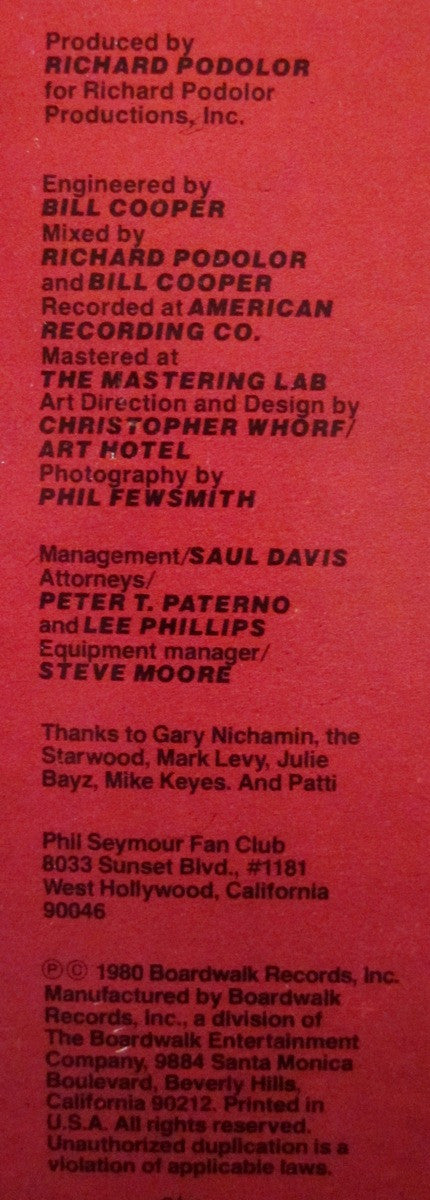 Produced by
RICHARD PODOLOR
for Richard Podolor
Productions, Inc.
Engineered by
BILL COOPER
Mixed by
RICHARD PODOLOR
and BILL COOPER
Recorded at AMERICAN
RECORDING CO.
Mastered at
THE MASTERING LAB
Art Direction and Design by
CHRISTOPHER WHORF/
ART HOTEL
Photography by
PHIL FEWSMITH
Management/SAUL DAVIS
Attorneys/
PETER T. PATERNO
and LEE PHILLIPS
Equipment manager/
STEVE MOORE
Thanks to Gary Nichamin, the
Starwood, Mark Levy, Julie
Bayz, Mike Keyes. And Patti
Phil Seymour Fan Club
8033 Sunset Blvd., #1181
West Hollywood, California
90046
℗© 1980 Boardwalk Records, Inc.
Manufactured by Boardwalk
Records, Inc., a division of
The Boardwalk Entertainment
Company, 9884 Santa Monica
Boulevard, Beverly Hills,
California 90212. Printed in
U.S.A. All rights reserved.
Unauthorized duplication is a
violation of applicable laws.